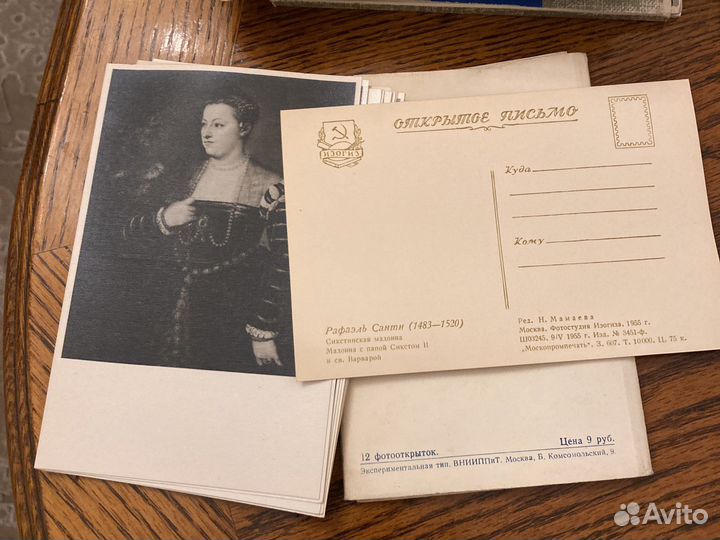 ОТКРЫТОЕ ПИСЬМО
ИЗОГИЗ
Куда
Кому
Рафаэль Санти (1483—1520)
Сикстинская мадонна
Мадонна с папой Сикстом II
и св. Варварой
Ред. Н. Мамаева
Москва. Фотостудия Изогиза. 1955 г.
Ш03245, 9/V 1955 г. Изд. № 3451-ф.
„Москопромпечать". З. 607. Т. 10000. Ц. 75 к.
12 фотооткрыток.
Цена 9 руб.
Экспериментальная тип. ВНИИППиТ. Москва, Б. Комсомольский, 9.
Avito